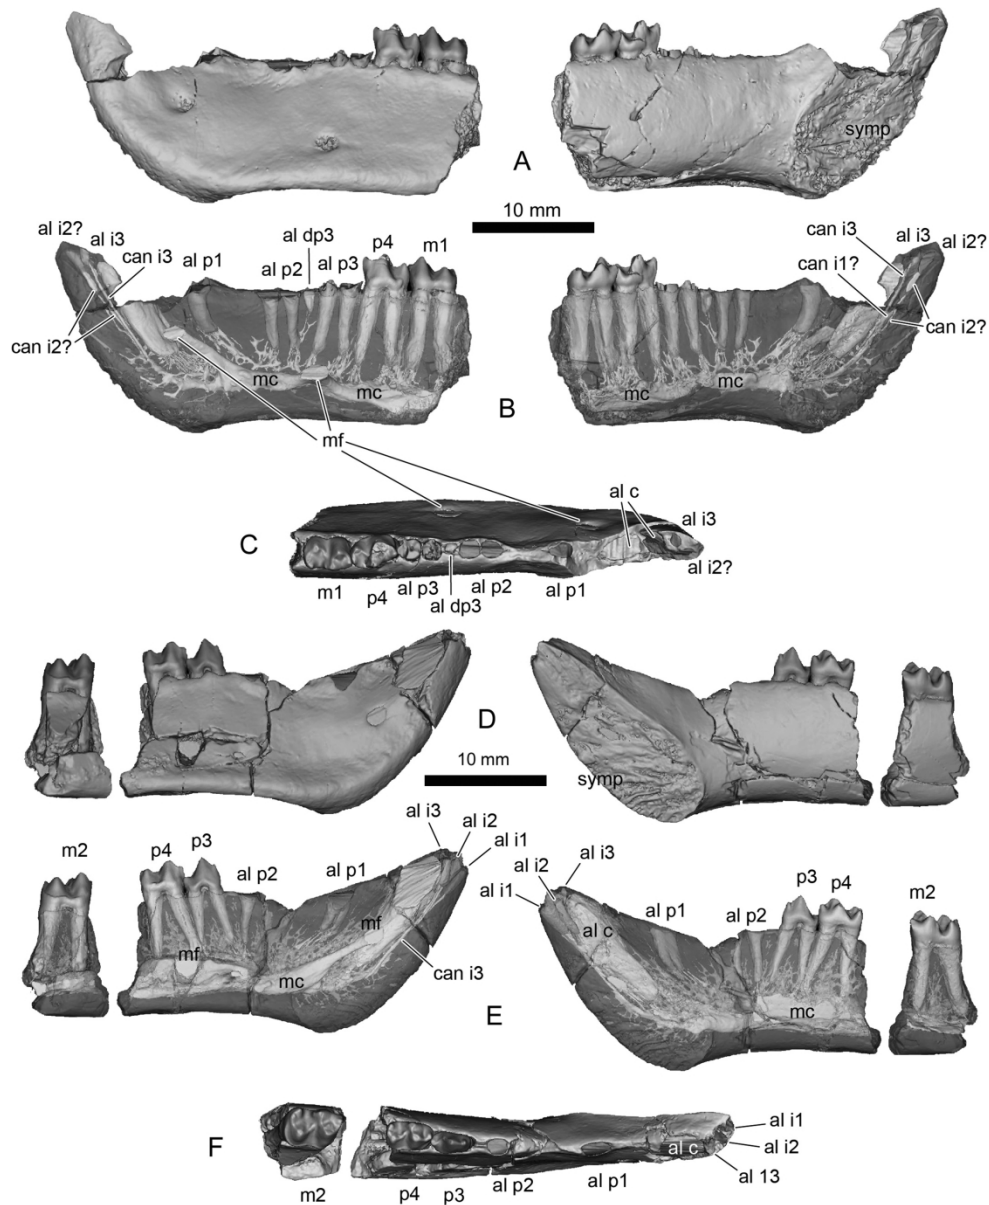 symp
A
10 mm
al i2?
al i3
can i3
al p1
al p2
al dp3
al p3
p4
m1
can i2?
mc
mc
B
mf
can i3
al i3
al i2?
can i1?
can i2?
mc
mc
C
al c
al i3
al i2?
m1
p4
al p3
al dp3
al p2
al p1
D
10 mm
symp
m2
p4
p3
al p2
al p1
al i3
al i2
al i1
mf
mf
mc
can i3
E
al i3
al i2
al i1
al c
al p1
al p2
p3
p4
m2
mc
F
m2
p4
p3
al p2
al p1
al c
al i1
al i2
al 13